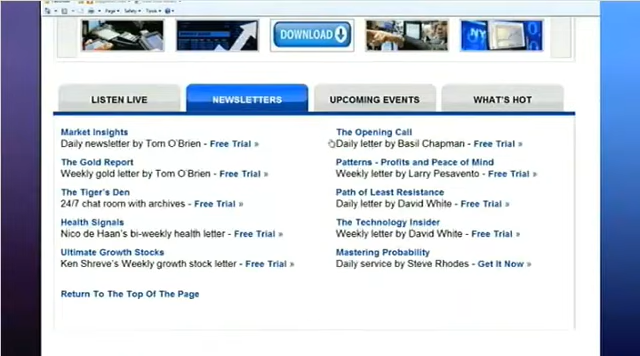 Page
Safety
Tools
DOWNLOAD
NY
LISTEN LIVE
NEWSLETTERS
UPCOMING EVENTS
WHAT'S HOT
Market Insights
Daily newsletter by Tom O'Brien - Free Trial »
The Gold Report
Weekly gold letter by Tom O'Brien - Free Trial »
The Tiger's Den
24/7 chat room with archives - Free Trial »
Health Signals
Nico de Haan's bi-weekly health letter - Free Trial »
Ultimate Growth Stocks
Ken Shreve's Weekly growth stock letter - Free Trial »
Return To The Top Of The Page
The Opening Call
Daily letter by Basil Chapman - Free Trial »
Patterns - Profits and Peace of Mind
Weekly letter by Larry Pesavento - Free Trial »
Path of Least Resistance
Daily letter by David White - Free Trial »
The Technology Insider
Weekly letter by David White - Free Trial »
Mastering Probability
Daily service by Steve Rhodes - Get It Now »